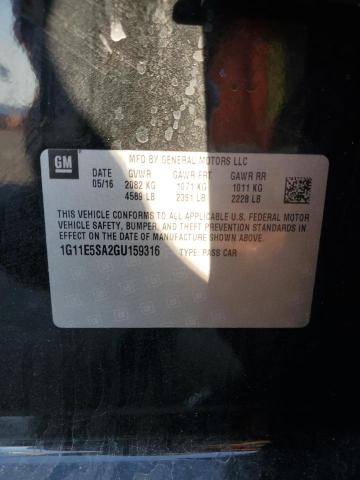 GM
MFD BY GENERAL MOTORS LLC
DATE GVWR GAWR FRT GAWR RR
05/16 2082 KG 1071 KG 1011 KG
4589 LB 2361 LB 2228 LB
THIS VEHICLE CONFORMS TO ALL APPLICABLE U.S. FEDERAL MOTOR
VEHICLE SAFETY, BUMPER, AND THEFT PREVENTION STANDARDS IN
EFFECT ON THE DATE OF MANUFACTURE SHOWN ABOVE.
1G11E5SA2GU159316 TYPE: PASS CAR